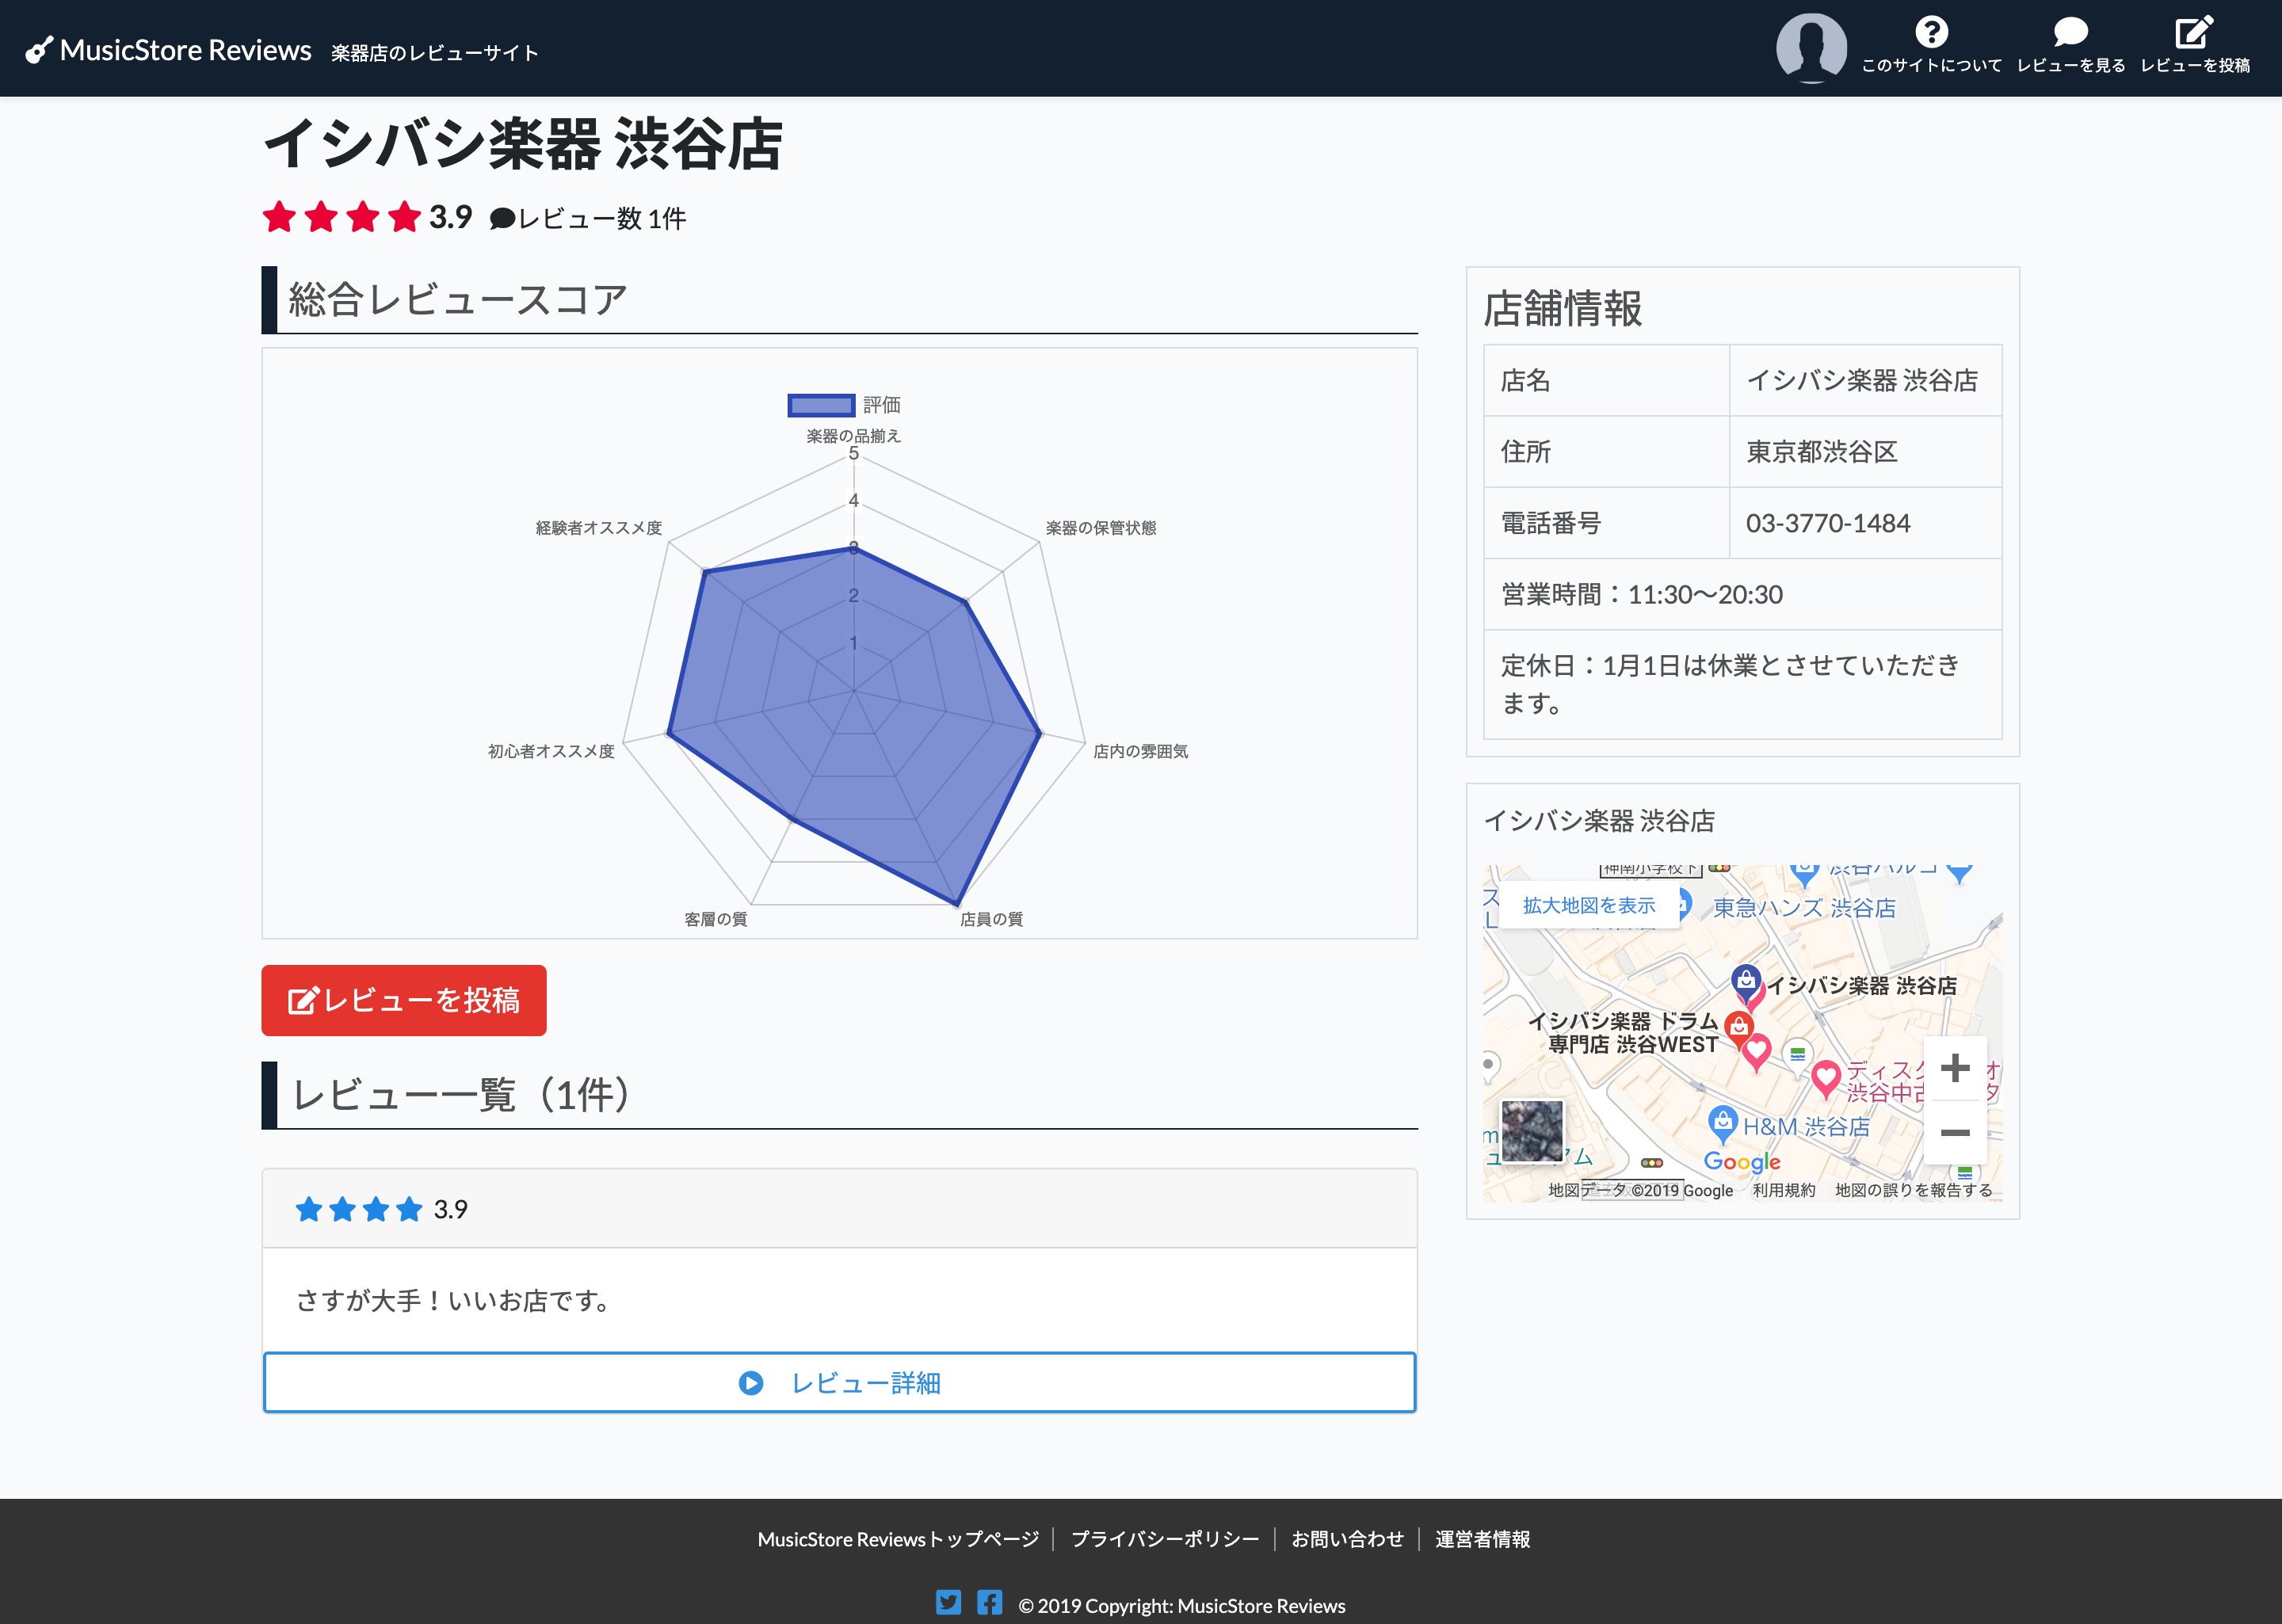 MusicStore Reviews 楽器店のレビューサイト
このサイトについて レビューを見る レビューを投稿
イシバシ楽器 渋谷店
3.9 レビュー数 1件
総合レビュースコア
評価
楽器の品揃え
5
4
3
2
1
楽器の保管状態
店内の雰囲気
店員の質
客層の質
初心者オススメ度
経験者オススメ度
レビューを投稿
レビュー一覧（1件）
3.9
さすが大手！いいお店です。
レビュー詳細
店舗情報
店名 イシバシ楽器 渋谷店
住所 東京都渋谷区
電話番号 03-3770-1484
営業時間：11:30〜20:30
定休日：1月1日は休業とさせていただき
ます。
イシバシ楽器 渋谷店
神南小学校下
渋谷パルコ
拡大地図を表示
東急ハンズ 渋谷店
イシバシ楽器 渋谷店
イシバシ楽器 ドラム
専門店 渋谷WEST
渋谷中古
H&M 渋谷店
Google
地図データ ©2019 Google 利用規約 地図の誤りを報告する
MusicStore Reviewsトップページ プライバシーポリシー お問い合わせ 運営者情報
© 2019 Copyright: MusicStore Reviews